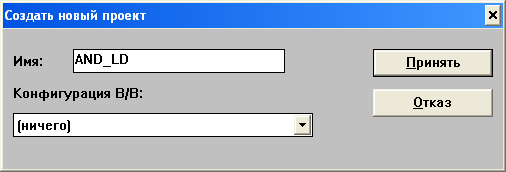 Создать новый проект
Имя: AND_LD Принять
Конфигурация В/В: Отказ
(ничего)